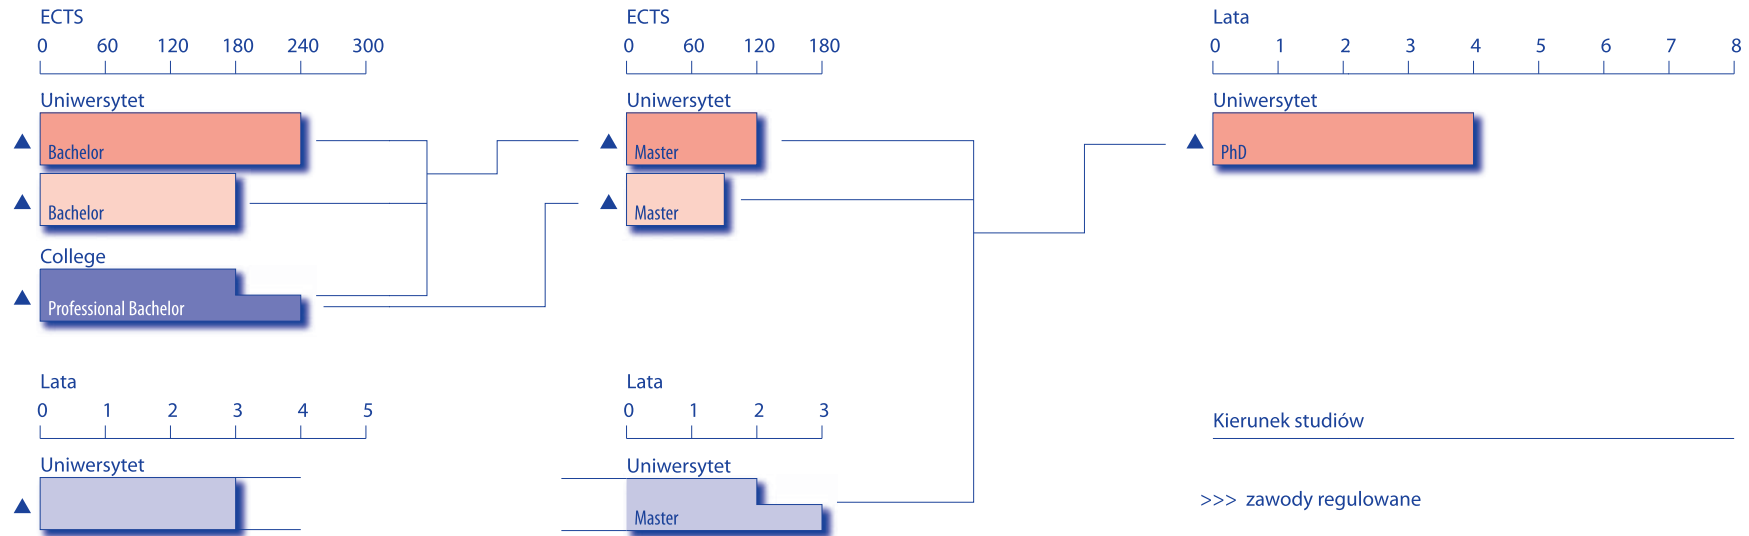 ECTS
0 60 120 180 240 300
Uniwersytet
Bachelor
Bachelor
College
Professional Bachelor
Lata
0 1 2 3 4 5
Uniwersytet
ECTS
0 60 120 180
Uniwersytet
Master
Master
Lata
0 1 2 3
Uniwersytet
Master
Lata
0 1 2 3 4 5 6 7 8
Uniwersytet
PhD
Kierunek studiów
>>> zawody regulowane